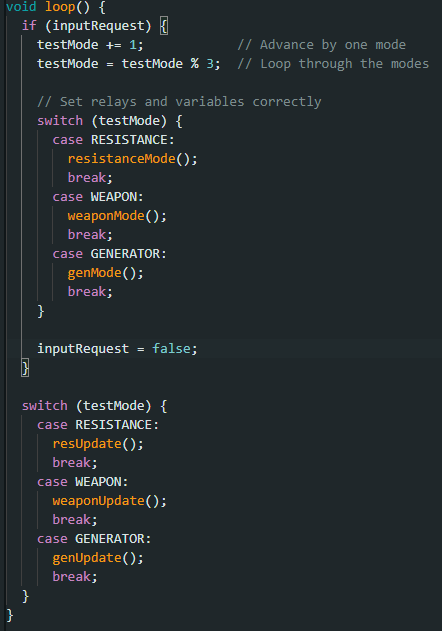 void loop() {
  if (inputRequest) {
    testMode += 1;            // Advance by one mode
    testMode = testMode % 3;  // Loop through the modes

    // Set relays and variables correctly
    switch (testMode) {
      case RESISTANCE:
        resistanceMode();
        break;
      case WEAPON:
        weaponMode();
        break;
      case GENERATOR:
        genMode();
        break;
    }

    inputRequest = false;
  }

  switch (testMode) {
    case RESISTANCE:
      resUpdate();
      break;
    case WEAPON:
      weaponUpdate();
      break;
    case GENERATOR:
      genUpdate();
      break;
  }
}